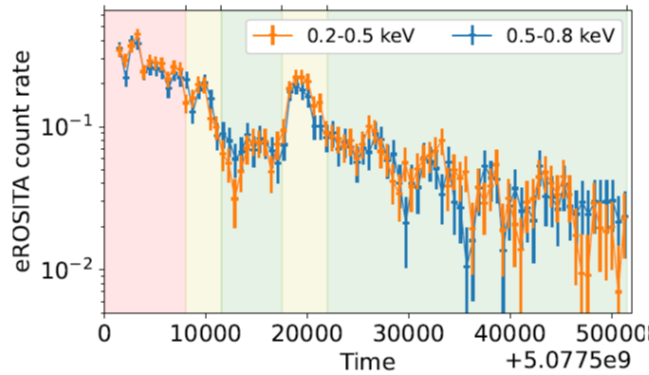 0.2-0.5 keV 0.5-0.8 keV
10⁻¹
10⁻²
eROSITA count rate
0 10000 20000 30000 40000 50000
Time
+5.0775e9